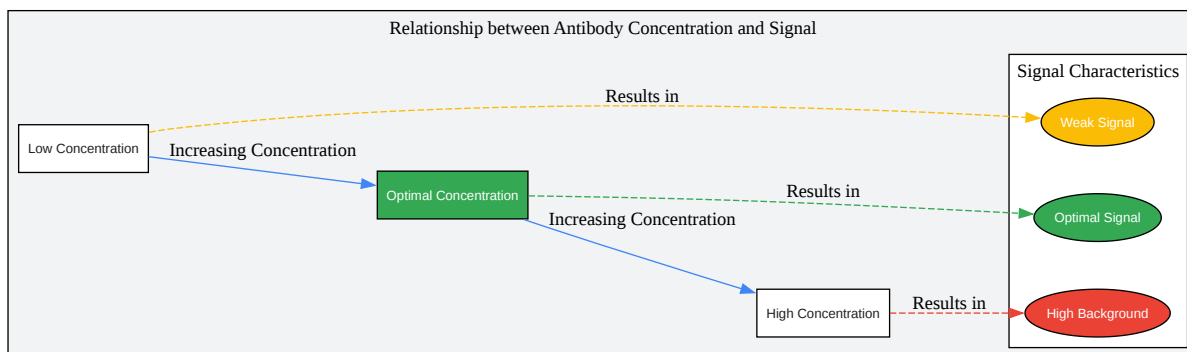 Relationship between Antibody Concentration and Signal
Signal Characteristics
Results in
Weak Signal
Low Concentration
Increasing Concentration
Optimal Concentration
Results in
Optimal Signal
Increasing Concentration
High Concentration
Results in
High Background